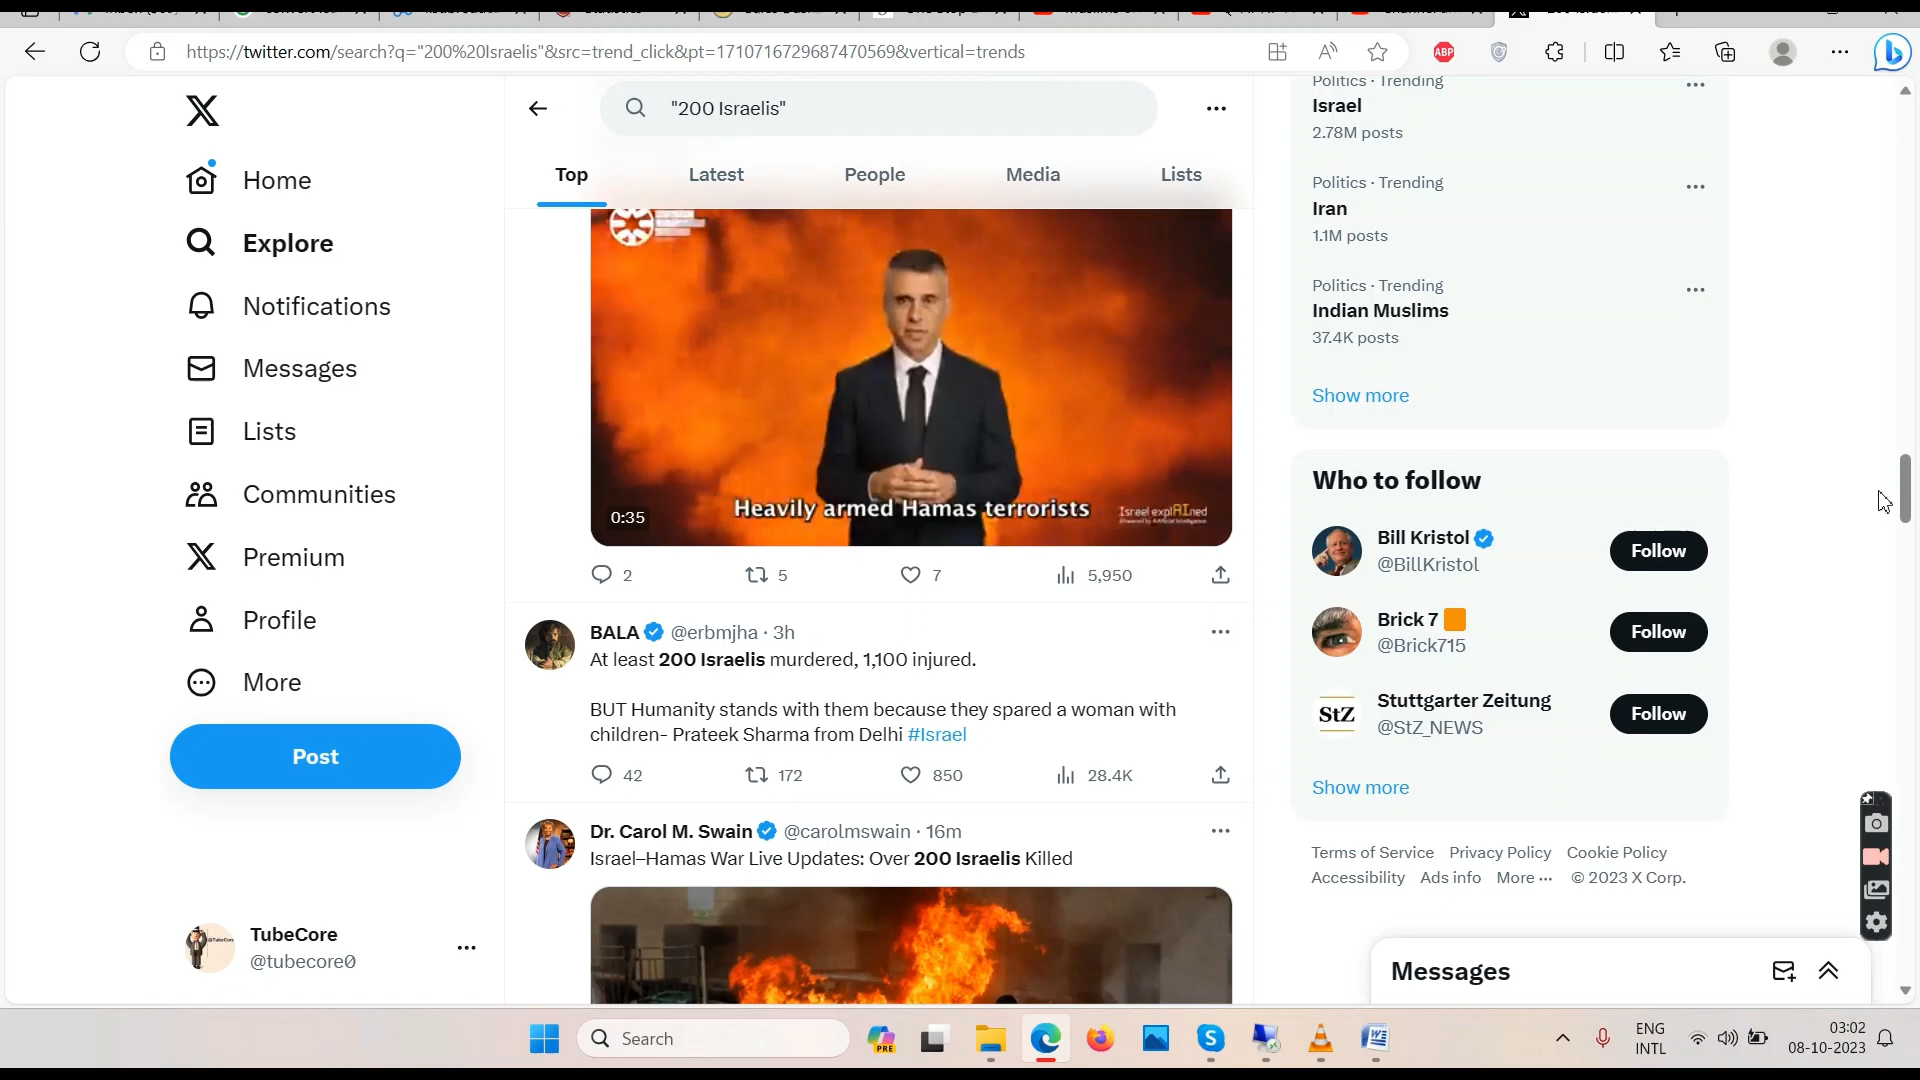 https://twitter.com/search?q="200%20Israelis"&src=trend_click&pt=1710716729687470569&vertical=trends
ABP
"200 Israelis"
Top
Latest
People
Media
Lists
Home
Explore
Notifications
Messages
Lists
Communities
Premium
Profile
More
Post
TubeCore
@tubecore0
Heavily armed Hamas terrorists
Israel explAIned
0:35
2
5
7
5,950
BALA @erbmjha · 3h
At least 200 Israelis murdered, 1,100 injured.
BUT Humanity stands with them because they spared a woman with
children- Prateek Sharma from Delhi #Israel
42
172
850
28.4K
Dr. Carol M. Swain @carolmswain · 16m
Israel–Hamas War Live Updates: Over 200 Israelis Killed
Politics · Trending
Israel
2.78M posts
Politics · Trending
Iran
1.1M posts
Politics · Trending
Indian Muslims
37.4K posts
Show more
Who to follow
Bill Kristol
@BillKristol
Follow
Brick 7
@Brick715
Follow
StZ
Stuttgarter Zeitung
@StZ_NEWS
Follow
Show more
Terms of Service Privacy Policy Cookie Policy
Accessibility Ads info More ··· © 2023 X Corp.
Messages
Search
PRE
ENG
INTL
03:02
08-10-2023